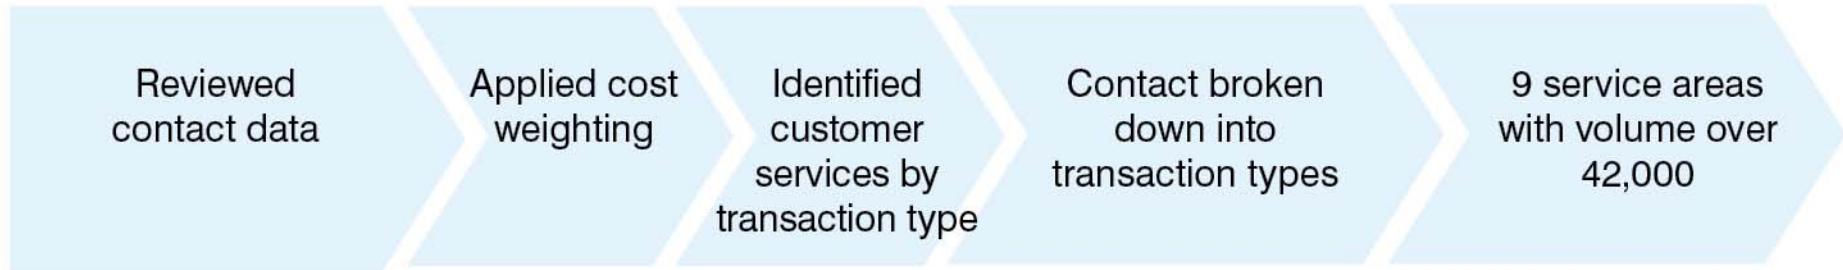 Reviewed
contact data
Applied cost
weighting
Identified
customer
services by
transaction type
Contact broken
down into
transaction types
9 service areas
with volume over
42,000